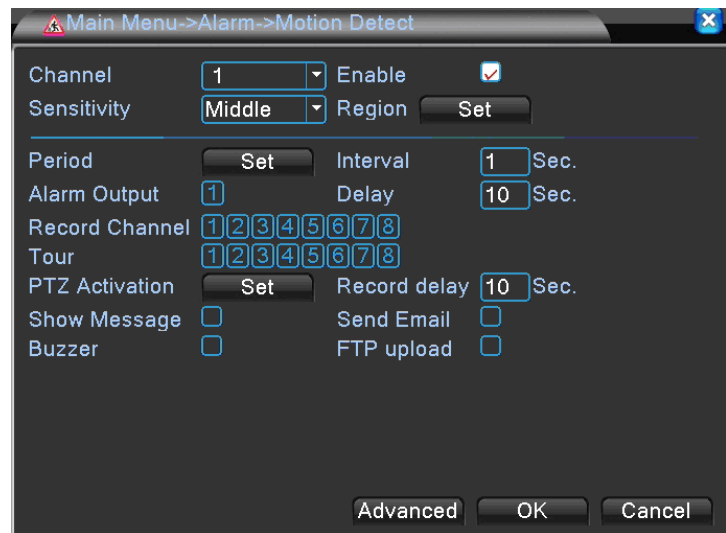 Main Menu->Alarm->Motion Detect
Channel 1 Enable
Sensitivity Middle Region Set
Period Set Interval 1 Sec.
Alarm Output 1 Delay 10 Sec.
Record Channel 1 2 3 4 5 6 7 8
Tour 1 2 3 4 5 6 7 8
PTZ Activation Set Record delay 10 Sec.
Show Message Send Email
Buzzer FTP upload
Advanced OK Cancel